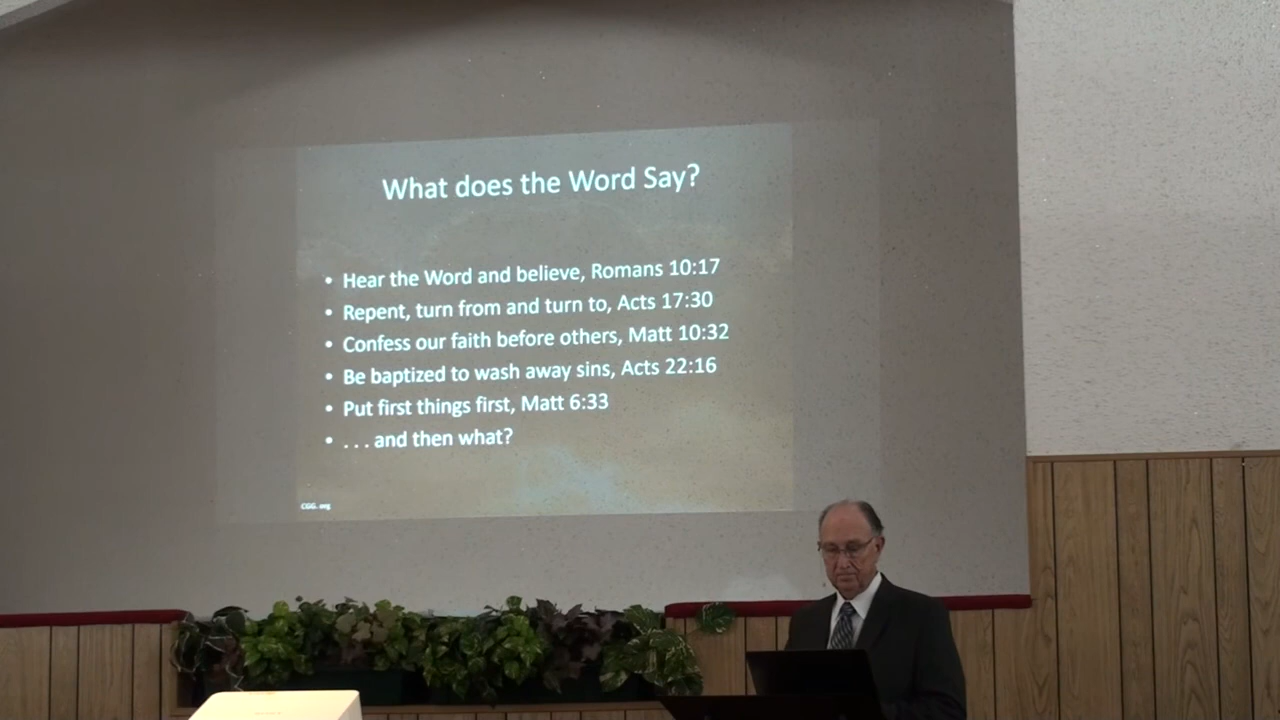 What does the Word Say?
• Hear the Word and believe, Romans 10:17
• Repent, turn from and turn to, Acts 17:30
• Confess our faith before others, Matt 10:32
• Be baptized to wash away sins, Acts 22:16
• Put first things first, Matt 6:33
• . . . and then what?
CGG. org